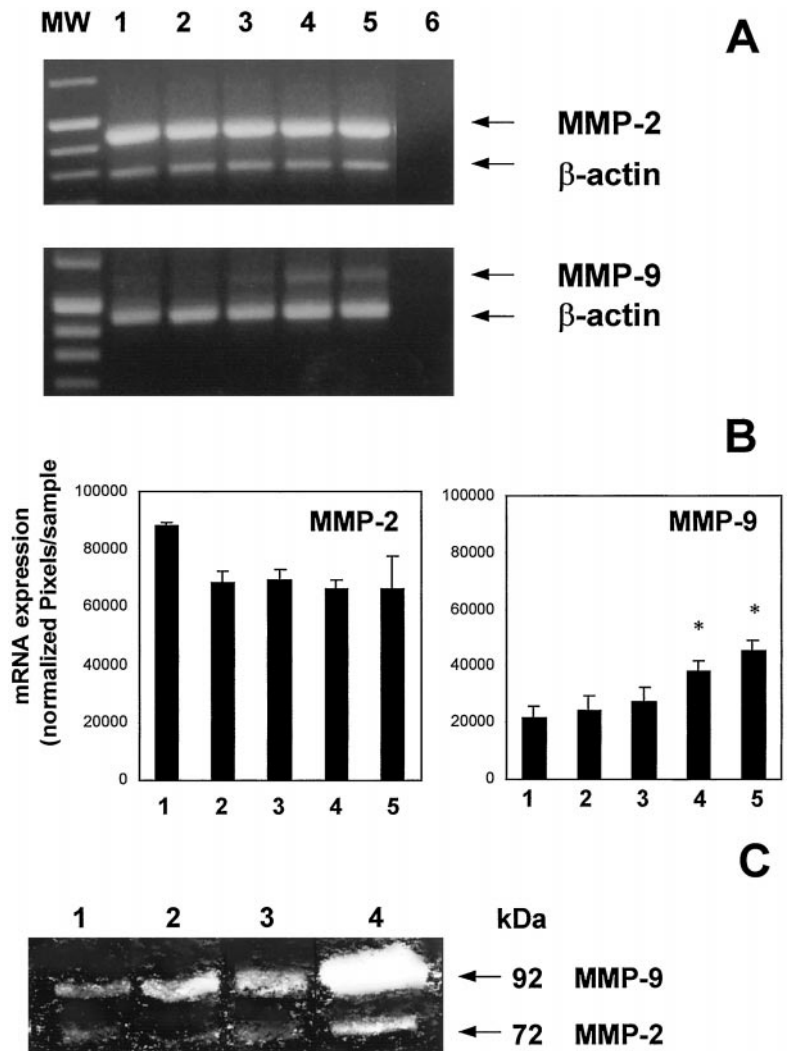 MW 1 2 3 4 5 6
A
MMP-2
β-actin
MMP-9
β-actin
B
mRNA expression
(normalized Pixels/sample
100000
80000
60000
40000
20000
0
MMP-2
1 2 3 4 5
100000
80000
60000
40000
20000
0
MMP-9
* *
1 2 3 4 5
C
1 2 3 4 kDa
92 MMP-9
72 MMP-2